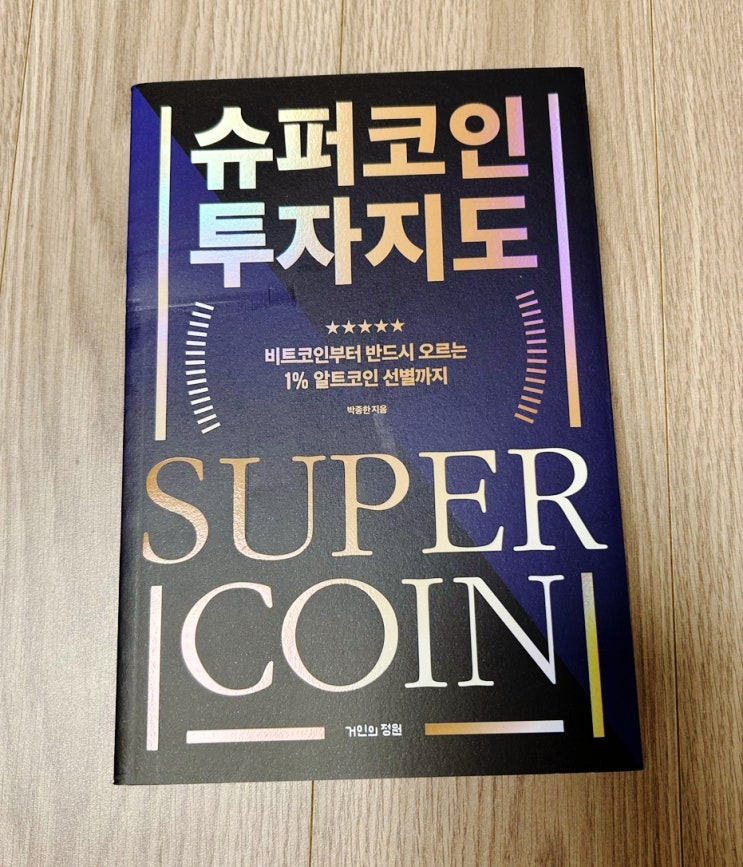 슈퍼코인
투자지도
★★★★★
비트코인부터 반드시 오르는
1% 알트코인 선별까지
박종한 지음
SUPER
COIN
거인의 정원